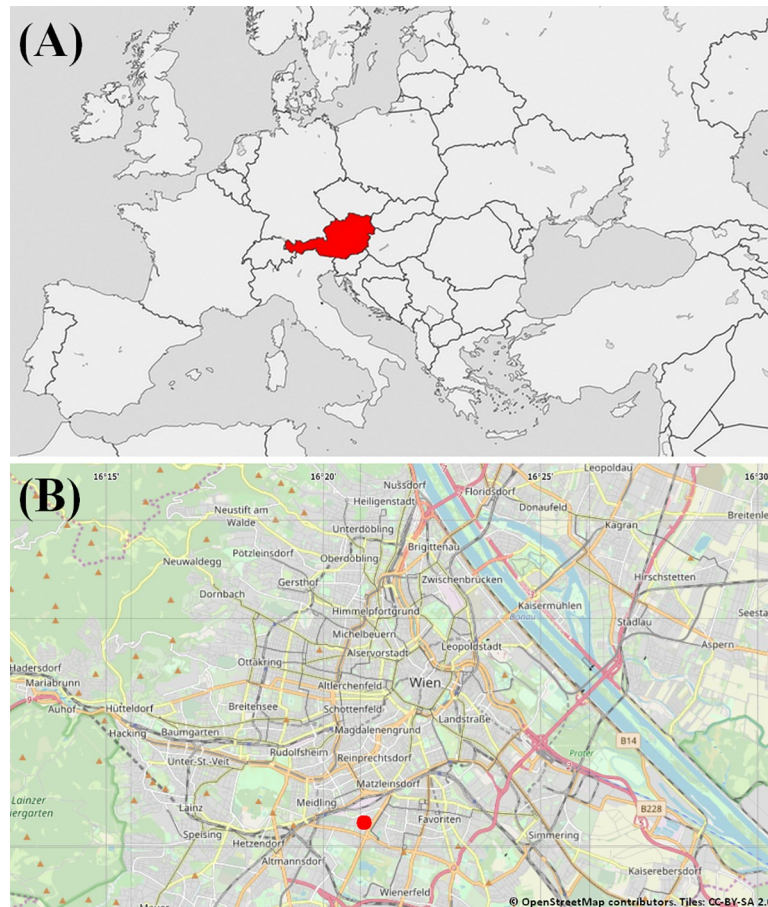 (A)
(B)
16°15'
16°20'
16°25'
16°30
Nussdorf
Leopoldau
Heiligenstadt
Floridsdorf
Neustift am
Walde
Donaufeld
Breitenle
Unterdöbling
Kagran
Pötzleinsdorf
Oberdöbling
Brigittenau
Neuwaldegg
Gersthof
Zwischenbrücken
Hirschstetten
Dornbach
Kaisermühlen
Himmelpfortgrund
Donau
Seesta
Michelbeuern
Stadlau
Alservorstadt
Leopoldstadt
Aspern
Ottakring
Hadersdorf
Mariabrunn
Altlerchenfeld
Wien
Auhof
Hütteldorf
Breitensee
Schottenfeld
Landstraße
Hacking
Baumgarten
Magdalenengrund
B14
Rudolfsheim
Prater
Unter-St.-Veit
Reinprechtsdorf
Matzleinsdorf
Lainzer
iergarten
Lainz
Meidling
B228
Speising
Favoriten
Simmering
Hetzendorf
Altmannsdorf
Kaiserebersdorf
Wienerfeld
© OpenStreetMap contributors. Tiles: CC-BY-SA 2.0